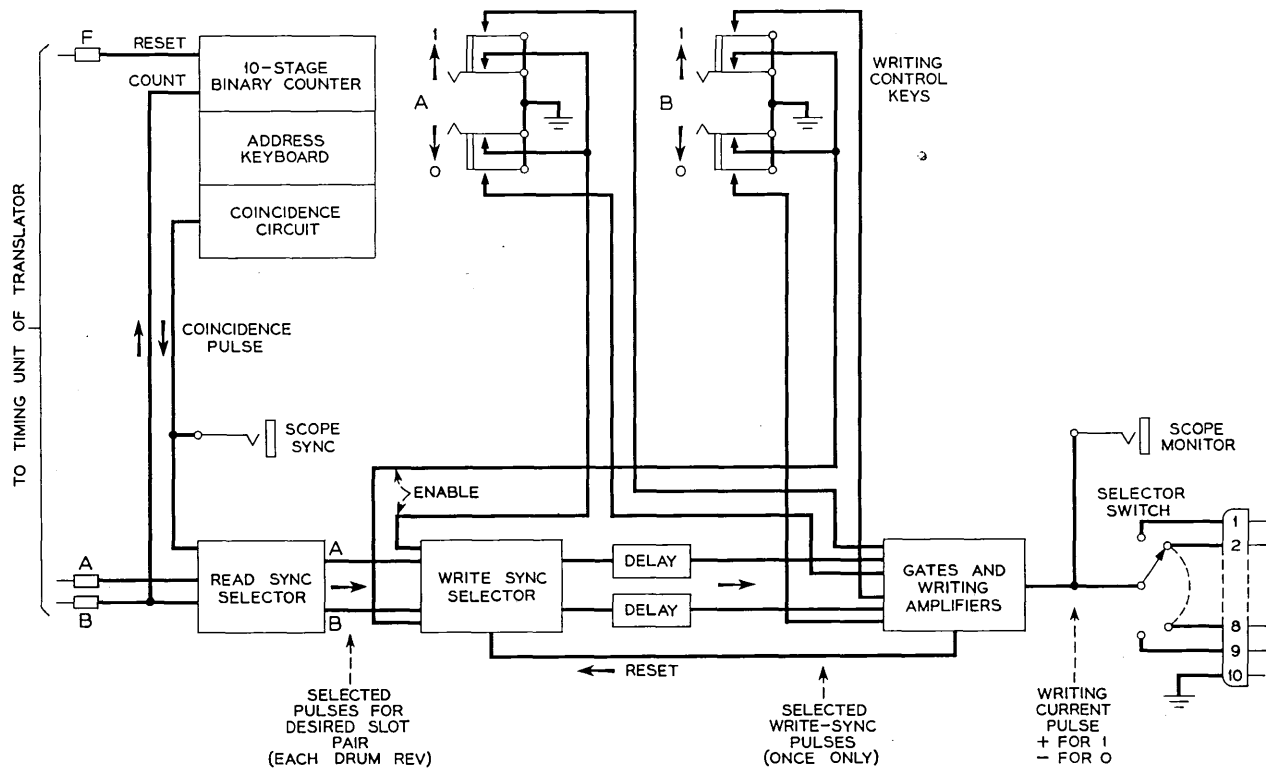 TO TIMING UNIT OF TRANSLATOR
F
RESET
COUNT
10-STAGE
BINARY COUNTER
ADDRESS
KEYBOARD
COINCIDENCE
CIRCUIT
COINCIDENCE
PULSE
SCOPE
SYNC
1
A
0
1
B
0
WRITING
CONTROL
KEYS
ENABLE
A
B
READ SYNC
SELECTOR
A
B
WRITE SYNC
SELECTOR
DELAY
DELAY
GATES AND
WRITING
AMPLIFIERS
RESET
SCOPE
MONITOR
SELECTOR
SWITCH
1
2
8
9
10
SELECTED
PULSES FOR
DESIRED SLOT
PAIR
(EACH DRUM REV)
SELECTED
WRITE-SYNC
PULSES
(ONCE ONLY)
WRITING
CURRENT
PULSE
+ FOR 1
- FOR 0